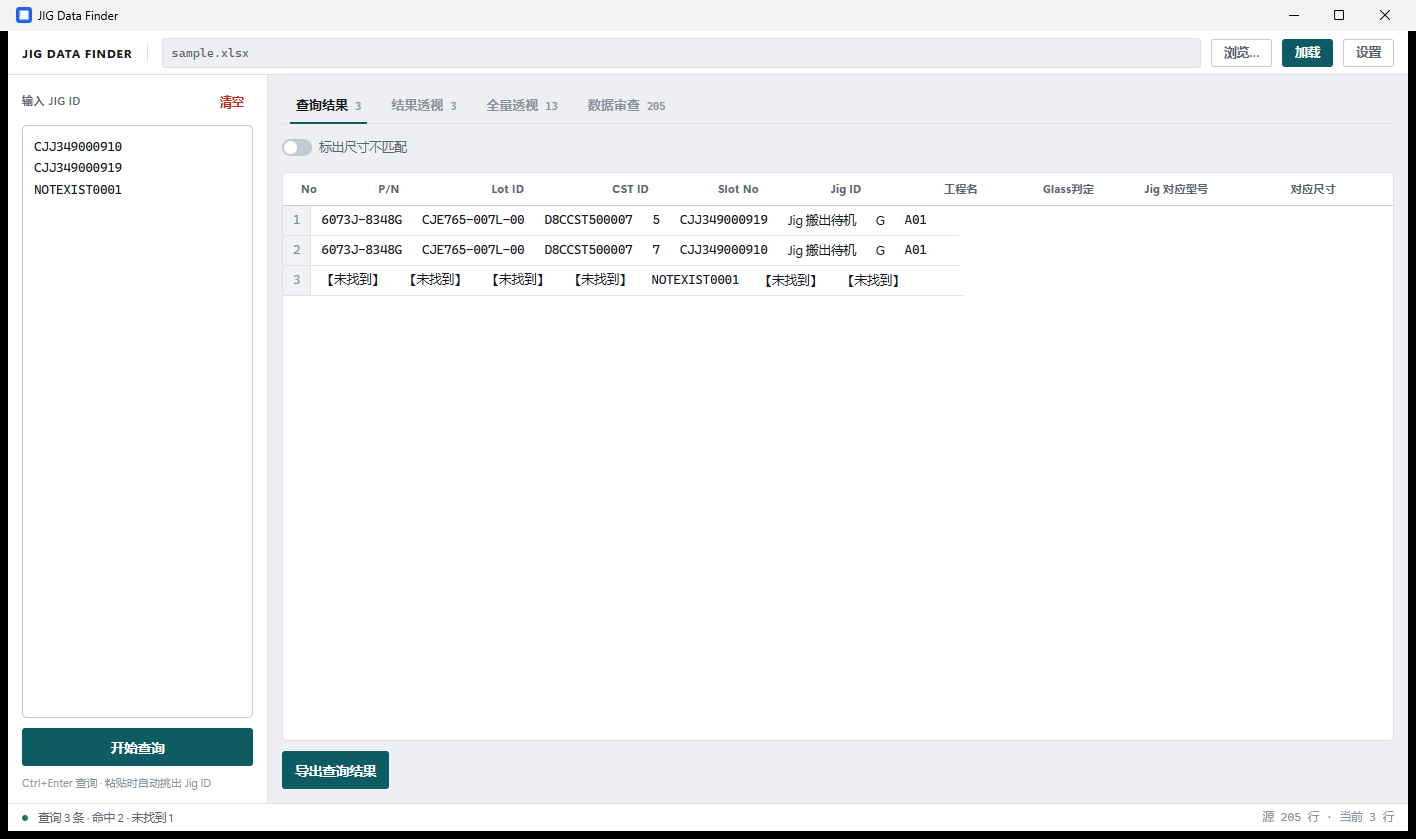 JIG Data Finder
JIG DATA FINDER sample.xlsx 浏览... 加载 设置
输入 JIG ID 清空
CJJ349000910
CJJ349000919
NOTEXIST0001
开始查询
Ctrl+Enter 查询 · 粘贴时自动挑出 Jig ID
查询结果 3 结果透视 3 全量透视 13 数据审查 205
标出尺寸不匹配
No P/N Lot ID CST ID Slot No Jig ID 工程名 Glass判定 Jig 对应型号 对应尺寸
1 6073J-8348G CJE765-007L-00 D8CCST500007 5 CJJ349000919 Jig 搬出待机 G A01
2 6073J-8348G CJE765-007L-00 D8CCST500007 7 CJJ349000910 Jig 搬出待机 G A01
3 【未找到】 【未找到】 【未找到】 【未找到】 NOTEXIST0001 【未找到】 【未找到】
导出查询结果
查询 3 条 · 命中 2 · 未找到 1 源 205 行 · 当前 3 行